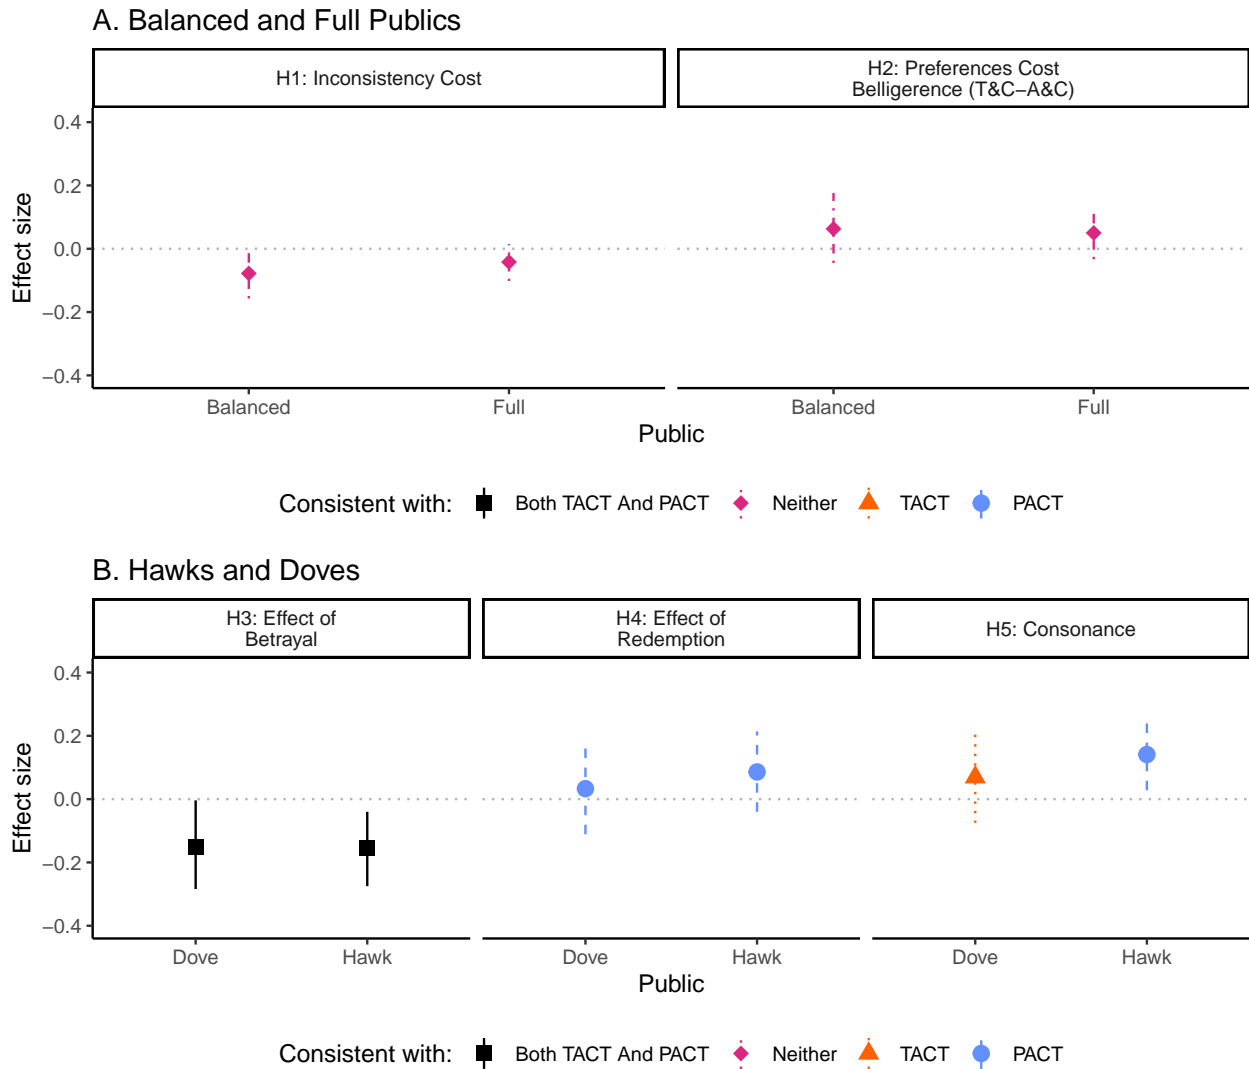 A. Balanced and Full Publics
H1: Inconsistency Cost
H2: Preferences Cost
Belligerence (T&C−A&C)
0.4
0.2
0.0
−0.2
−0.4
Effect size
Balanced
Full
Balanced
Full
Public
Consistent with: Both TACT And PACT Neither TACT PACT
B. Hawks and Doves
H3: Effect of
Betrayal
H4: Effect of
Redemption
H5: Consonance
0.4
0.2
0.0
−0.2
−0.4
Effect size
Dove
Hawk
Dove
Hawk
Dove
Hawk
Public
Consistent with: Both TACT And PACT Neither TACT PACT